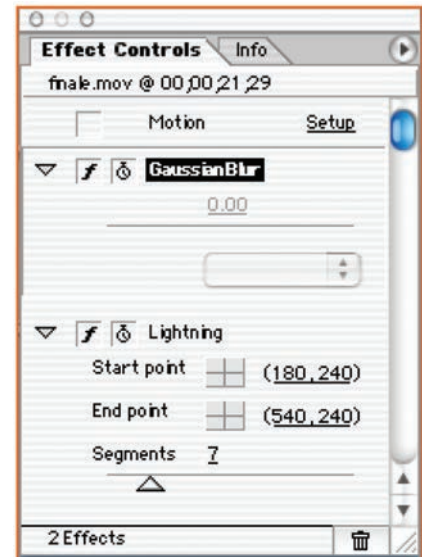 Effect Controls Info
fnale.mov @ 00;00;21;29
Motion Setup
f GaussianBlur
0.00
f Lightning
Start point (180,240)
End point (540,240)
Segments 7
2 Effects